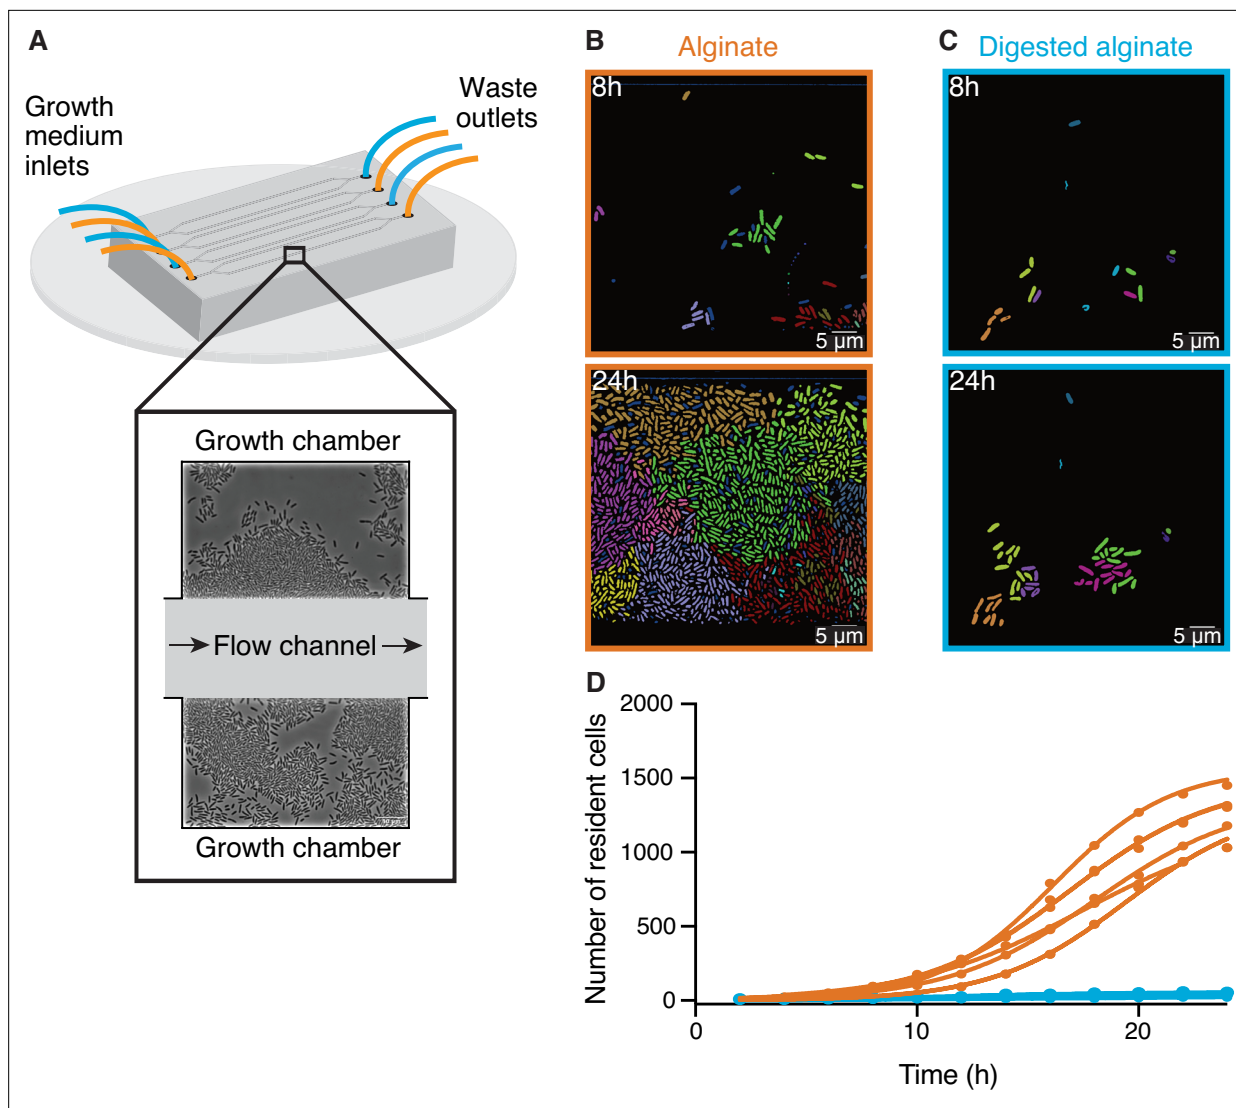 A
Growth
medium
inlets
Waste
outlets
Growth chamber
Flow channel
Growth chamber
B
Alginate
8h
5 µm
24h
5 µm
C
Digested alginate
8h
5 µm
24h
5 µm
D
Number of resident cells
2000
1500
1000
500
0
0
10
20
Time (h)